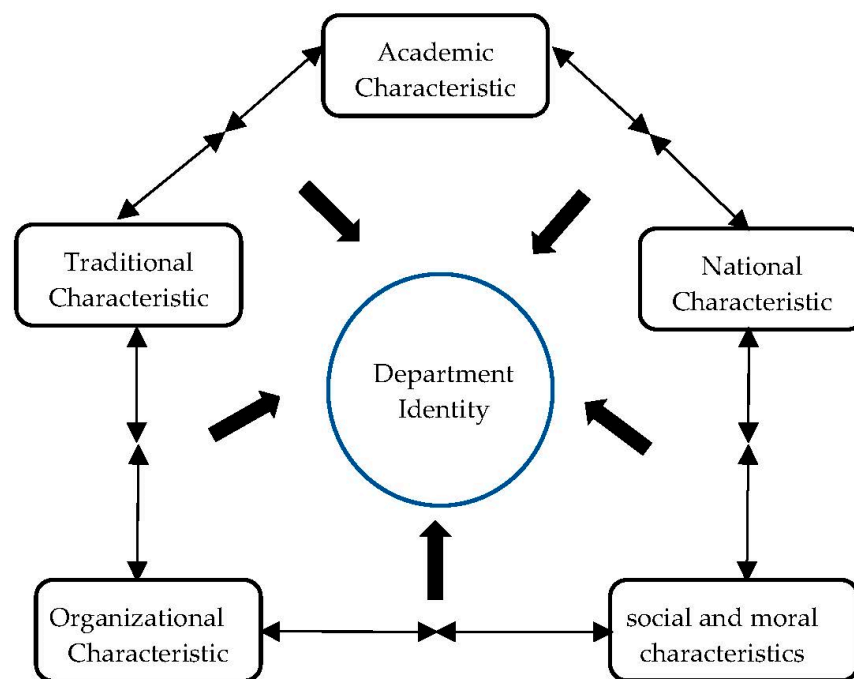 Academic
Characteristic
Traditional
Characteristic
National
Characteristic
Department
Identity
Organizational
Characteristic
social and moral
characteristics